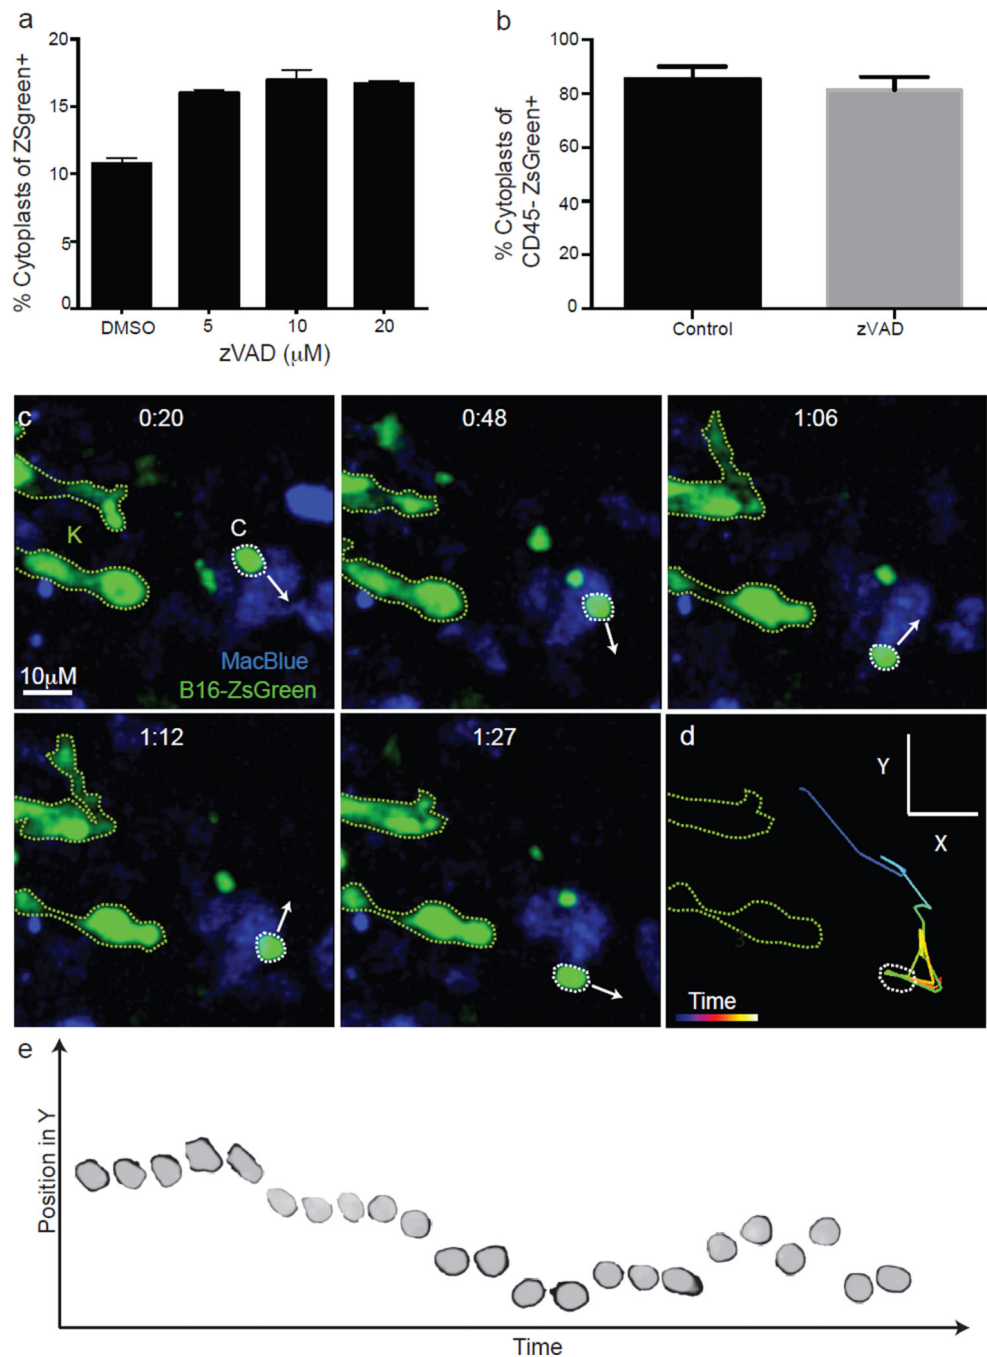 a
% Cytoplasts of ZSgreen+
20
15
10
5
0
DMSO
5
10
20
zVAD (μM)
b
% Cytoplasts of
CD45- ZsGreen+
100
80
60
40
20
0
Control
zVAD
c
0:20
K
C
MacBlue
B16-ZsGreen
10μM
0:48
1:06
1:12
1:27
d
Y
X
3
Time
e
Position in Y
Time